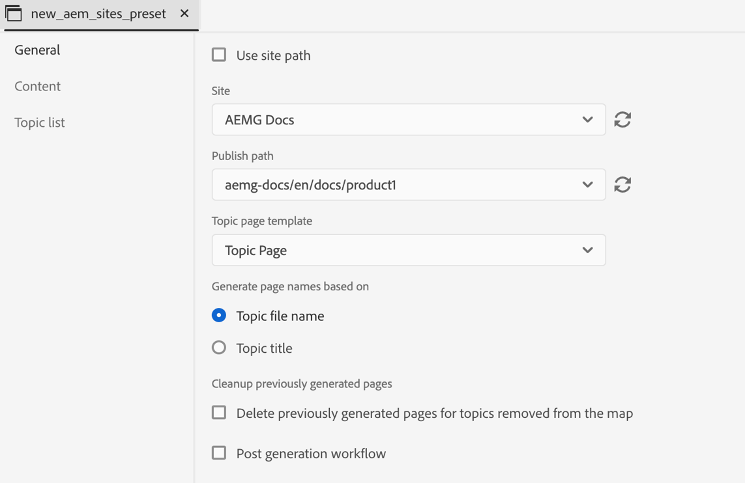 new_aem_sites_preset
General
Content
Topic list
Use site path
Site
AEMG Docs
Publish path
aemg-docs/en/docs/product1
Topic page template
Topic Page
Generate page names based on
Topic file name
Topic title
Cleanup previously generated pages
Delete previously generated pages for topics removed from the map
Post generation workflow